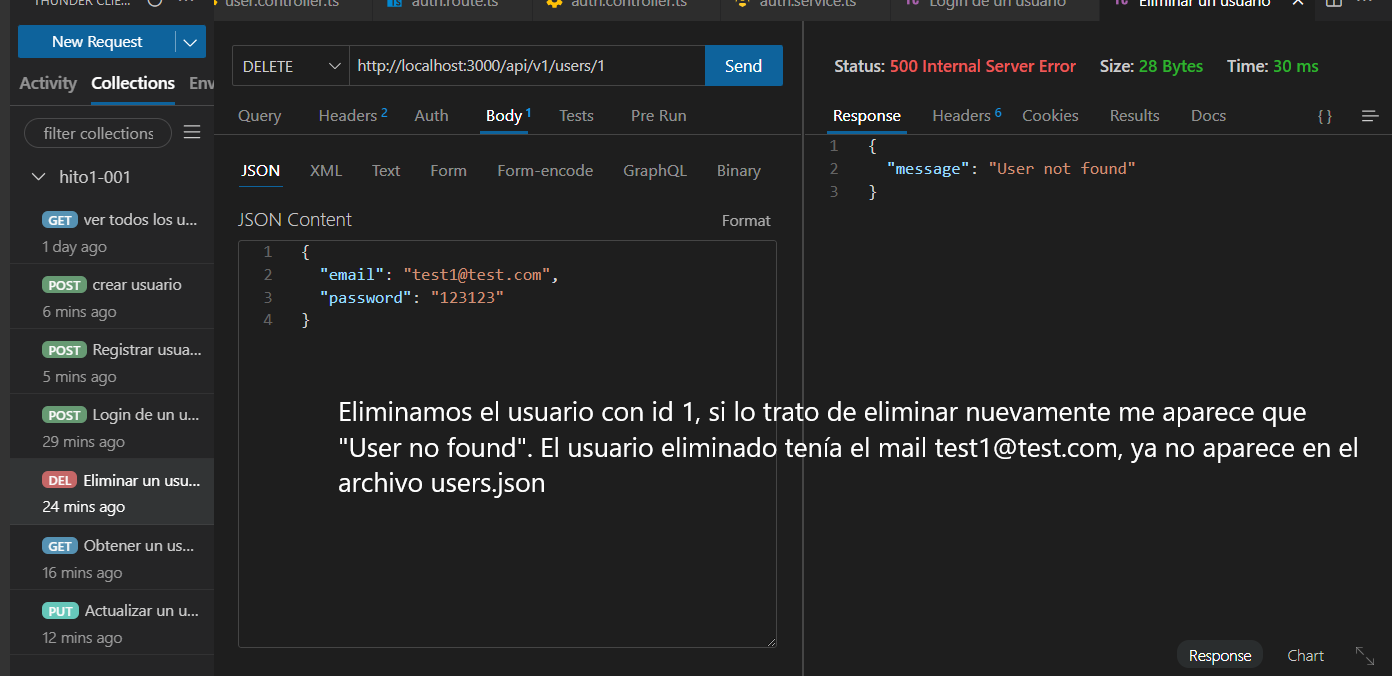 THUNDER CLIE...
user.controller.ts
auth.route.ts
auth.controller.ts
auth.service.ts
TC Login de un usuario
TC Eliminar un usuario
New Request
Activity Collections Env
filter collections
hito1-001
GET ver todos los u...
1 day ago
POST crear usuario
6 mins ago
POST Registrar usua...
5 mins ago
POST Login de un u...
29 mins ago
DEL Eliminar un usu...
24 mins ago
GET Obtener un us...
16 mins ago
PUT Actualizar un u...
12 mins ago
DELETE http://localhost:3000/api/v1/users/1 Send
Query Headers 2 Auth Body 1 Tests Pre Run
JSON XML Text Form Form-encode GraphQL Binary
JSON Content Format
1 {
2 "email": "test1@test.com",
3 "password": "123123"
4 }
Status: 500 Internal Server Error Size: 28 Bytes Time: 30 ms
Response Headers 6 Cookies Results Docs { }
1 {
2 "message": "User not found"
3 }
Eliminamos el usuario con id 1, si lo trato de eliminar nuevamente me aparece que
"User no found". El usuario eliminado tenía el mail test1@test.com, ya no aparece en el
archivo users.json
Response Chart